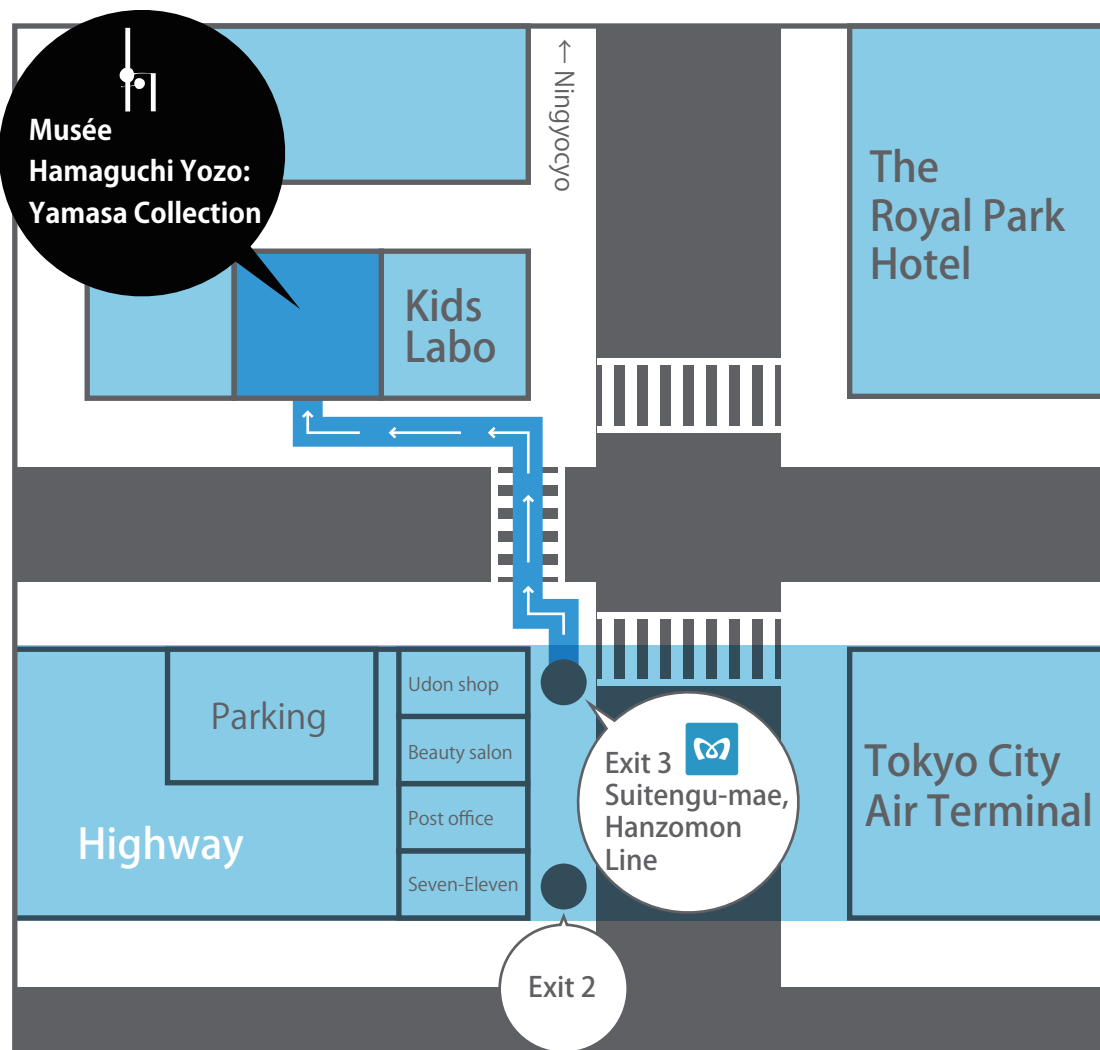 Musée
Hamaguchi Yozo:
Yamasa Collection
← Ningyocyo
The
Royal Park
Hotel
Kids
Labo
Udon shop
Parking
Beauty salon
Exit 3
Suitengu-mae,
Hanzomon
Line
Tokyo City
Air Terminal
Post office
Highway
Seven-Eleven
Exit 2